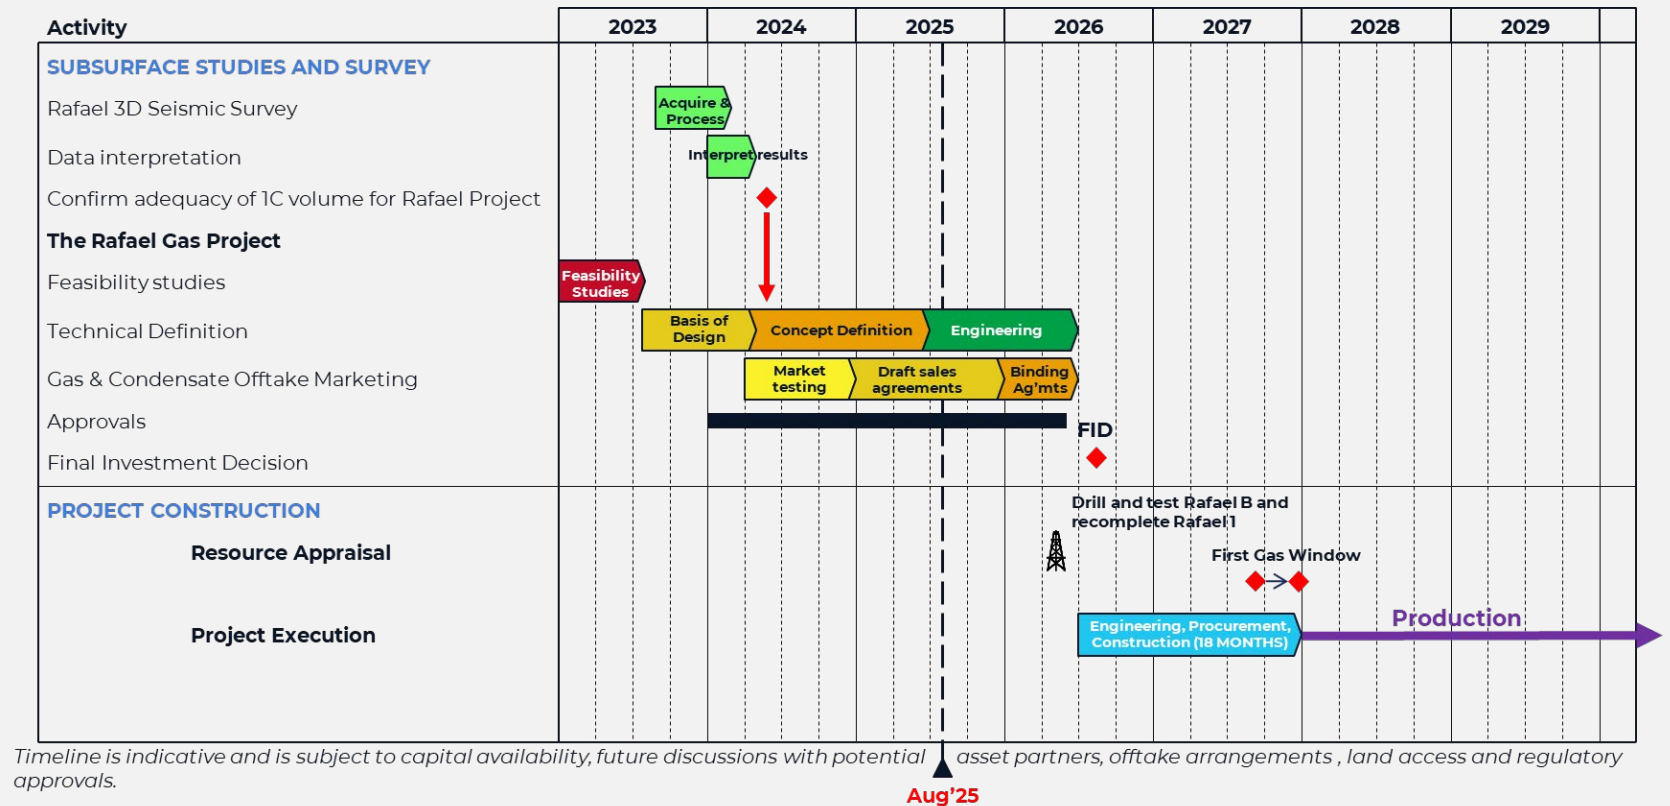 Activity
2023
2024
2025
2026
2027
2028
2029
SUBSURFACE STUDIES AND SURVEY
Rafael 3D Seismic Survey
Acquire &
Process
Data interpretation
Interpret results
Confirm adequacy of 1C volume for Rafael Project
The Rafael Gas Project
Feasibility studies
Feasibility
Studies
Technical Definition
Basis of
Design
Concept Definition
Engineering
Gas & Condensate Offtake Marketing
Market
testing
Draft sales
agreements
Binding
Ag'mts
Approvals
FID
Final Investment Decision
PROJECT CONSTRUCTION
Drill and test Rafael B and
recomplete Rafael 1
Resource Appraisal
First Gas Window
Project Execution
Engineering, Procurement,
Construction (18 MONTHS)
Production
Timeline is indicative and is subject to capital availability, future discussions with potential asset partners, offtake arrangements , land access and regulatory
approvals.
Aug'25